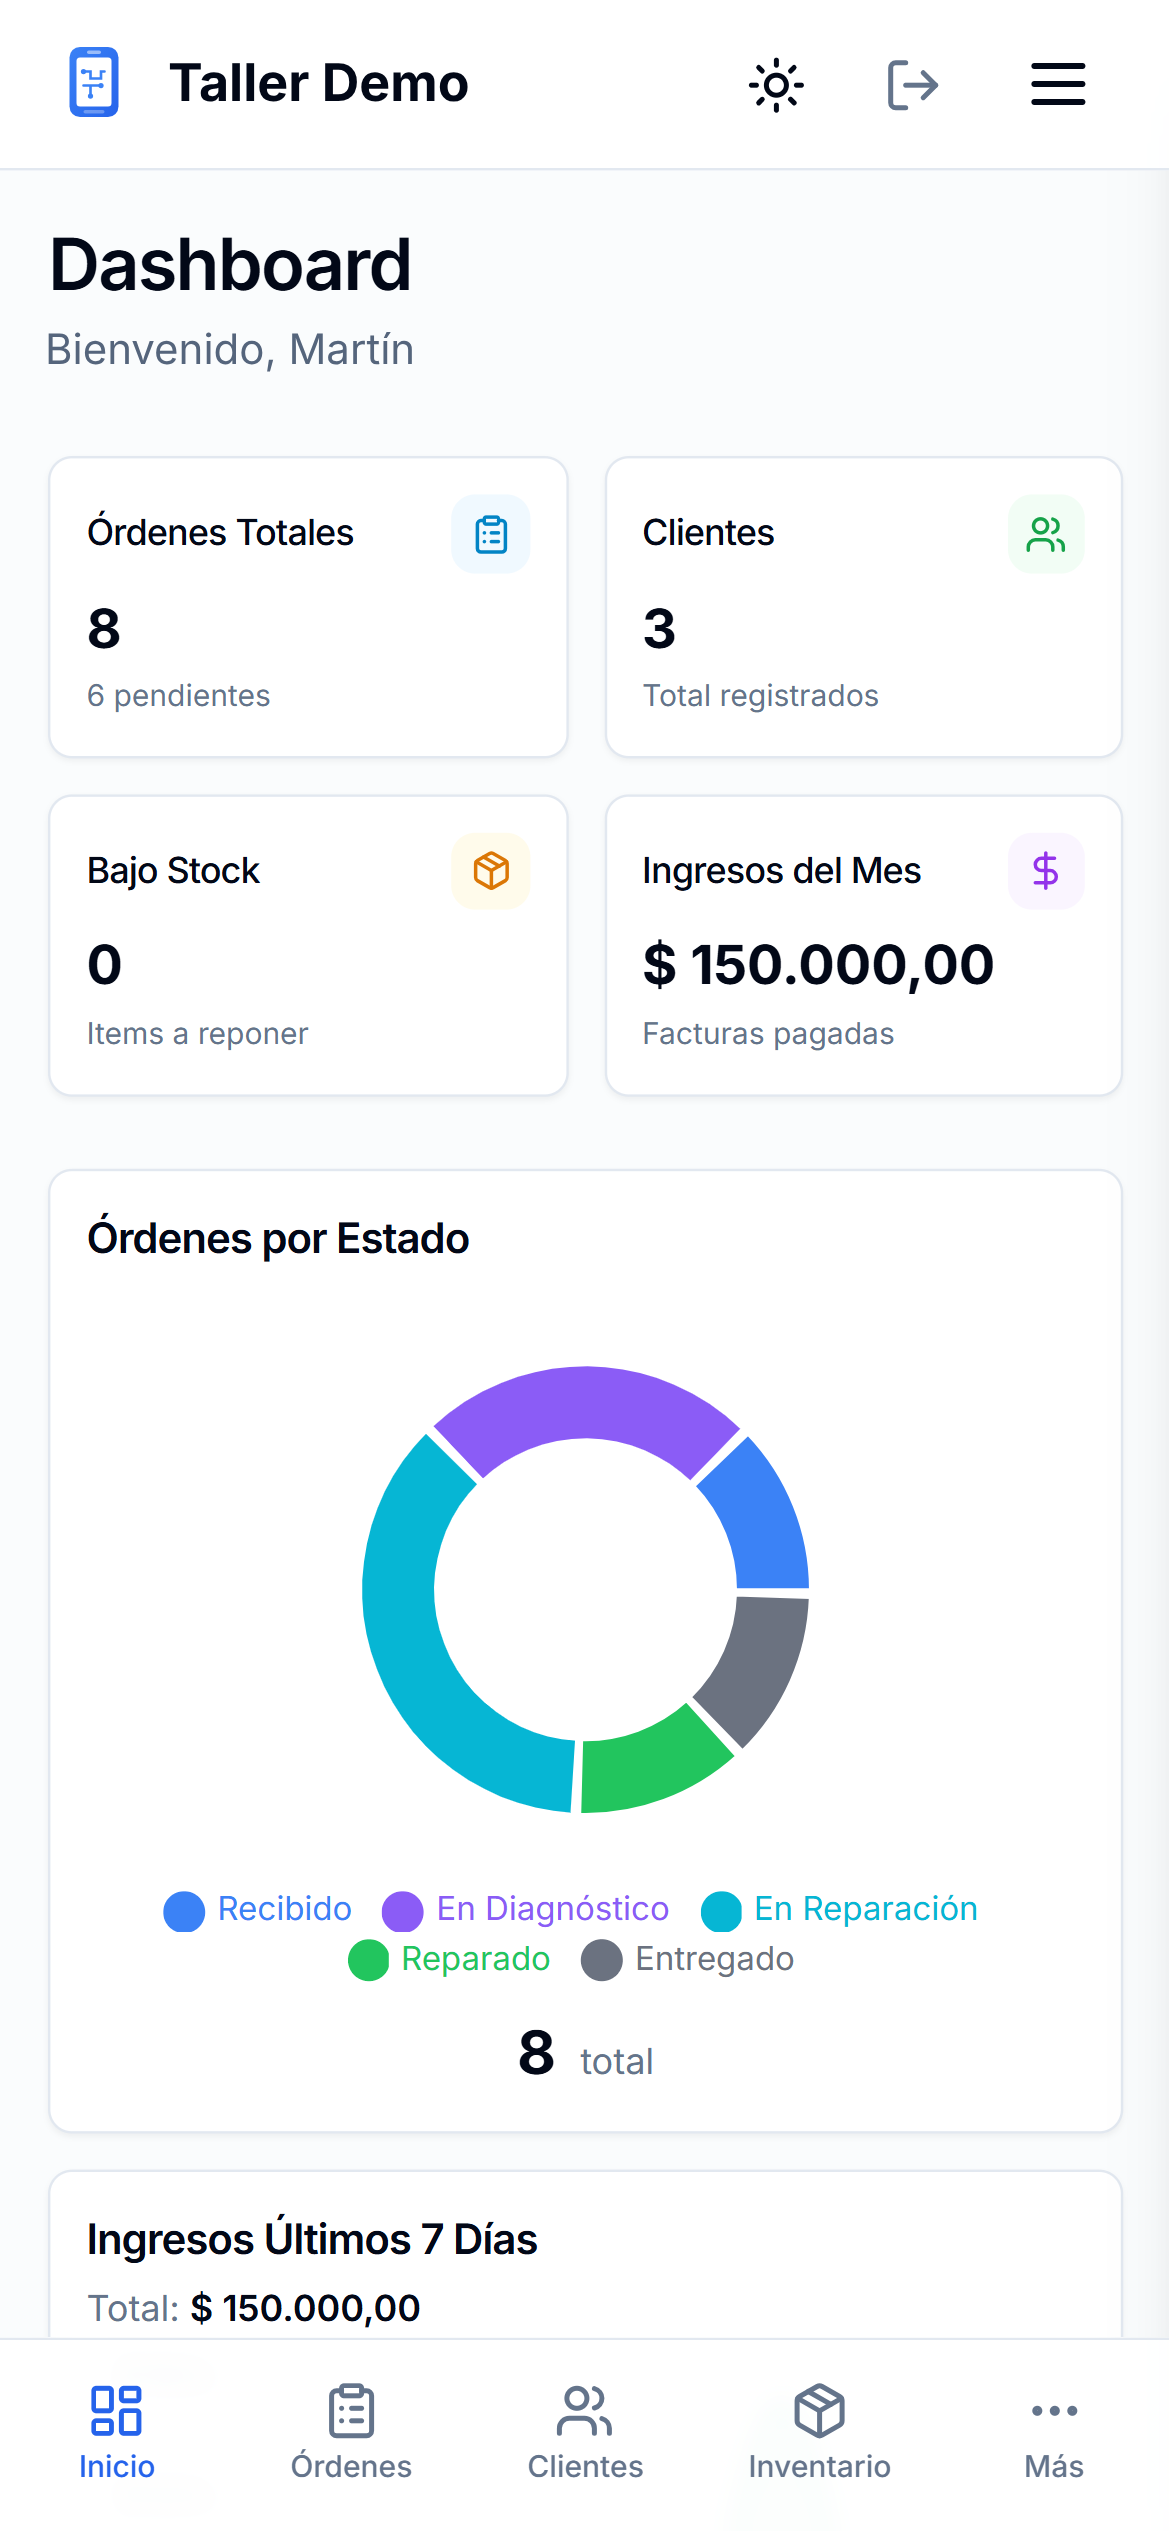 Taller Demo
Dashboard
Bienvenido, Martín
Órdenes Totales
8
6 pendientes
Clientes
3
Total registrados
Bajo Stock
0
Items a reponer
Ingresos del Mes
$ 150.000,00
Facturas pagadas
Órdenes por Estado
Recibido En Diagnóstico En Reparación
Reparado Entregado
8 total
Ingresos Últimos 7 Días
Total: $ 150.000,00
Inicio Órdenes Clientes Inventario Más